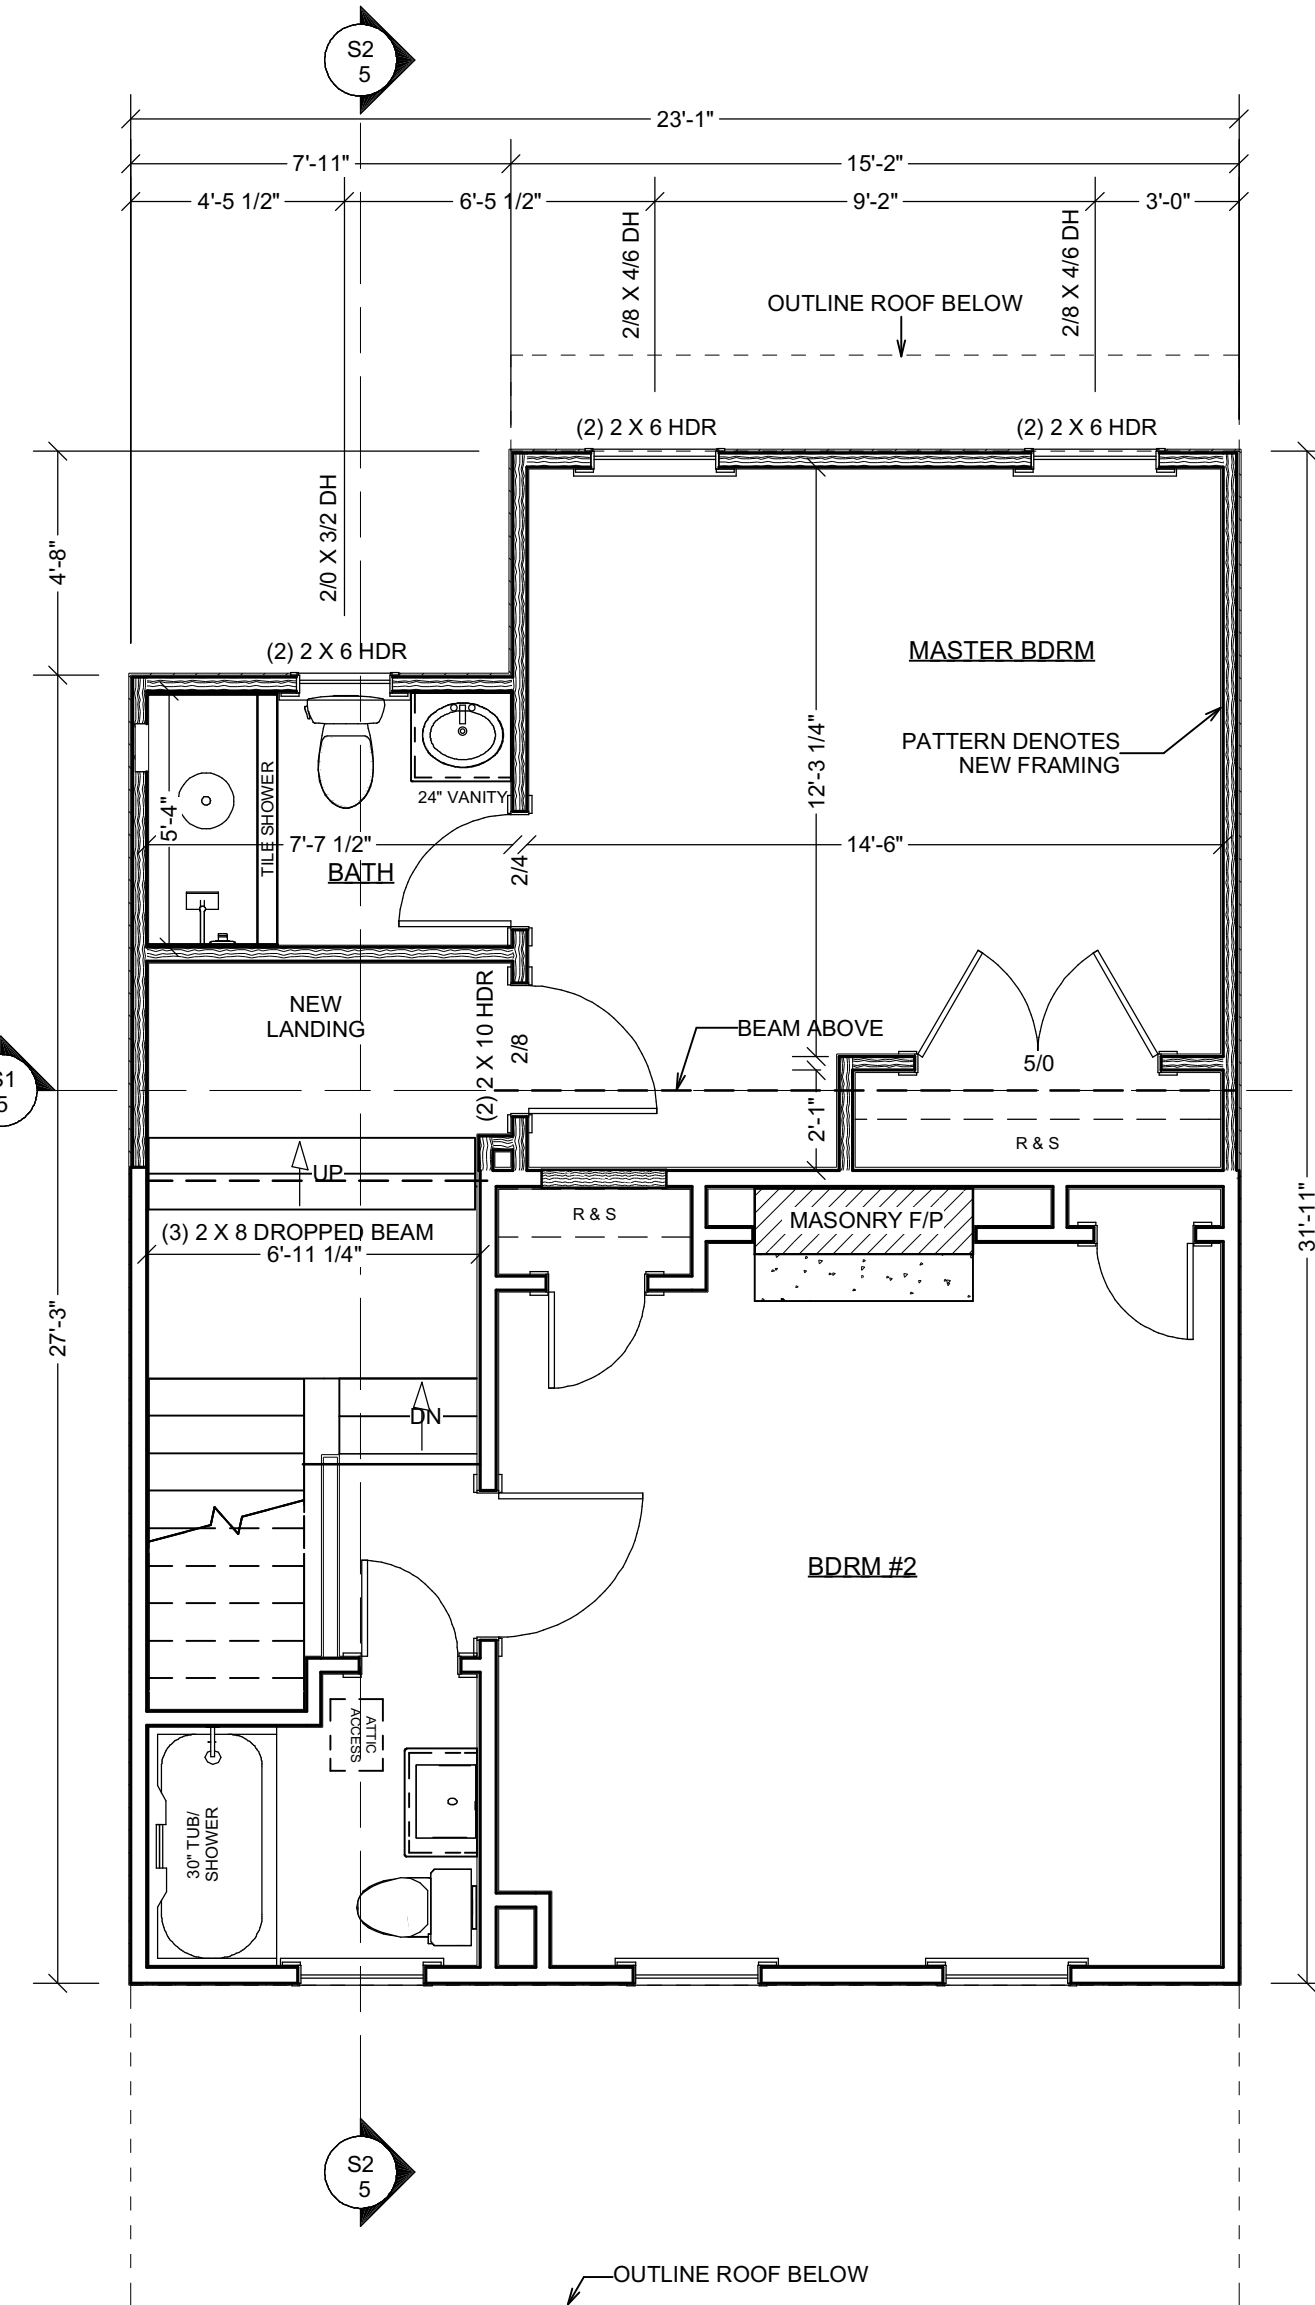 S2
5
23'-1"
7'-11"
15'-2"
4'-5 1/2"
6'-5 1/2"
9'-2"
3'-0"
2/8 X 4/6 DH
2/8 X 4/6 DH
OUTLINE ROOF BELOW
(2) 2 X 6 HDR
(2) 2 X 6 HDR
4'-8"
2/0 X 3/2 DH
(2) 2 X 6 HDR
MASTER BDRM
PATTERN DENOTES
NEW FRAMING
12'-3 1/4"
24" VANITY
TILE SHOWER
5'-4"
7'-7 1/2"
BATH
2/4
14'-6"
NEW
LANDING
(2) 2 X 10 HDR
2/8
BEAM ABOVE
5/0
S1
5
2'-1"
R & S
UP
(3) 2 X 8 DROPPED BEAM
6'-11 1/4"
R & S
MASONRY F/P
31'-11"
27'-3"
DN
BDRM #2
ATTIC
ACCESS
30" TUB/
SHOWER
S2
5
OUTLINE ROOF BELOW